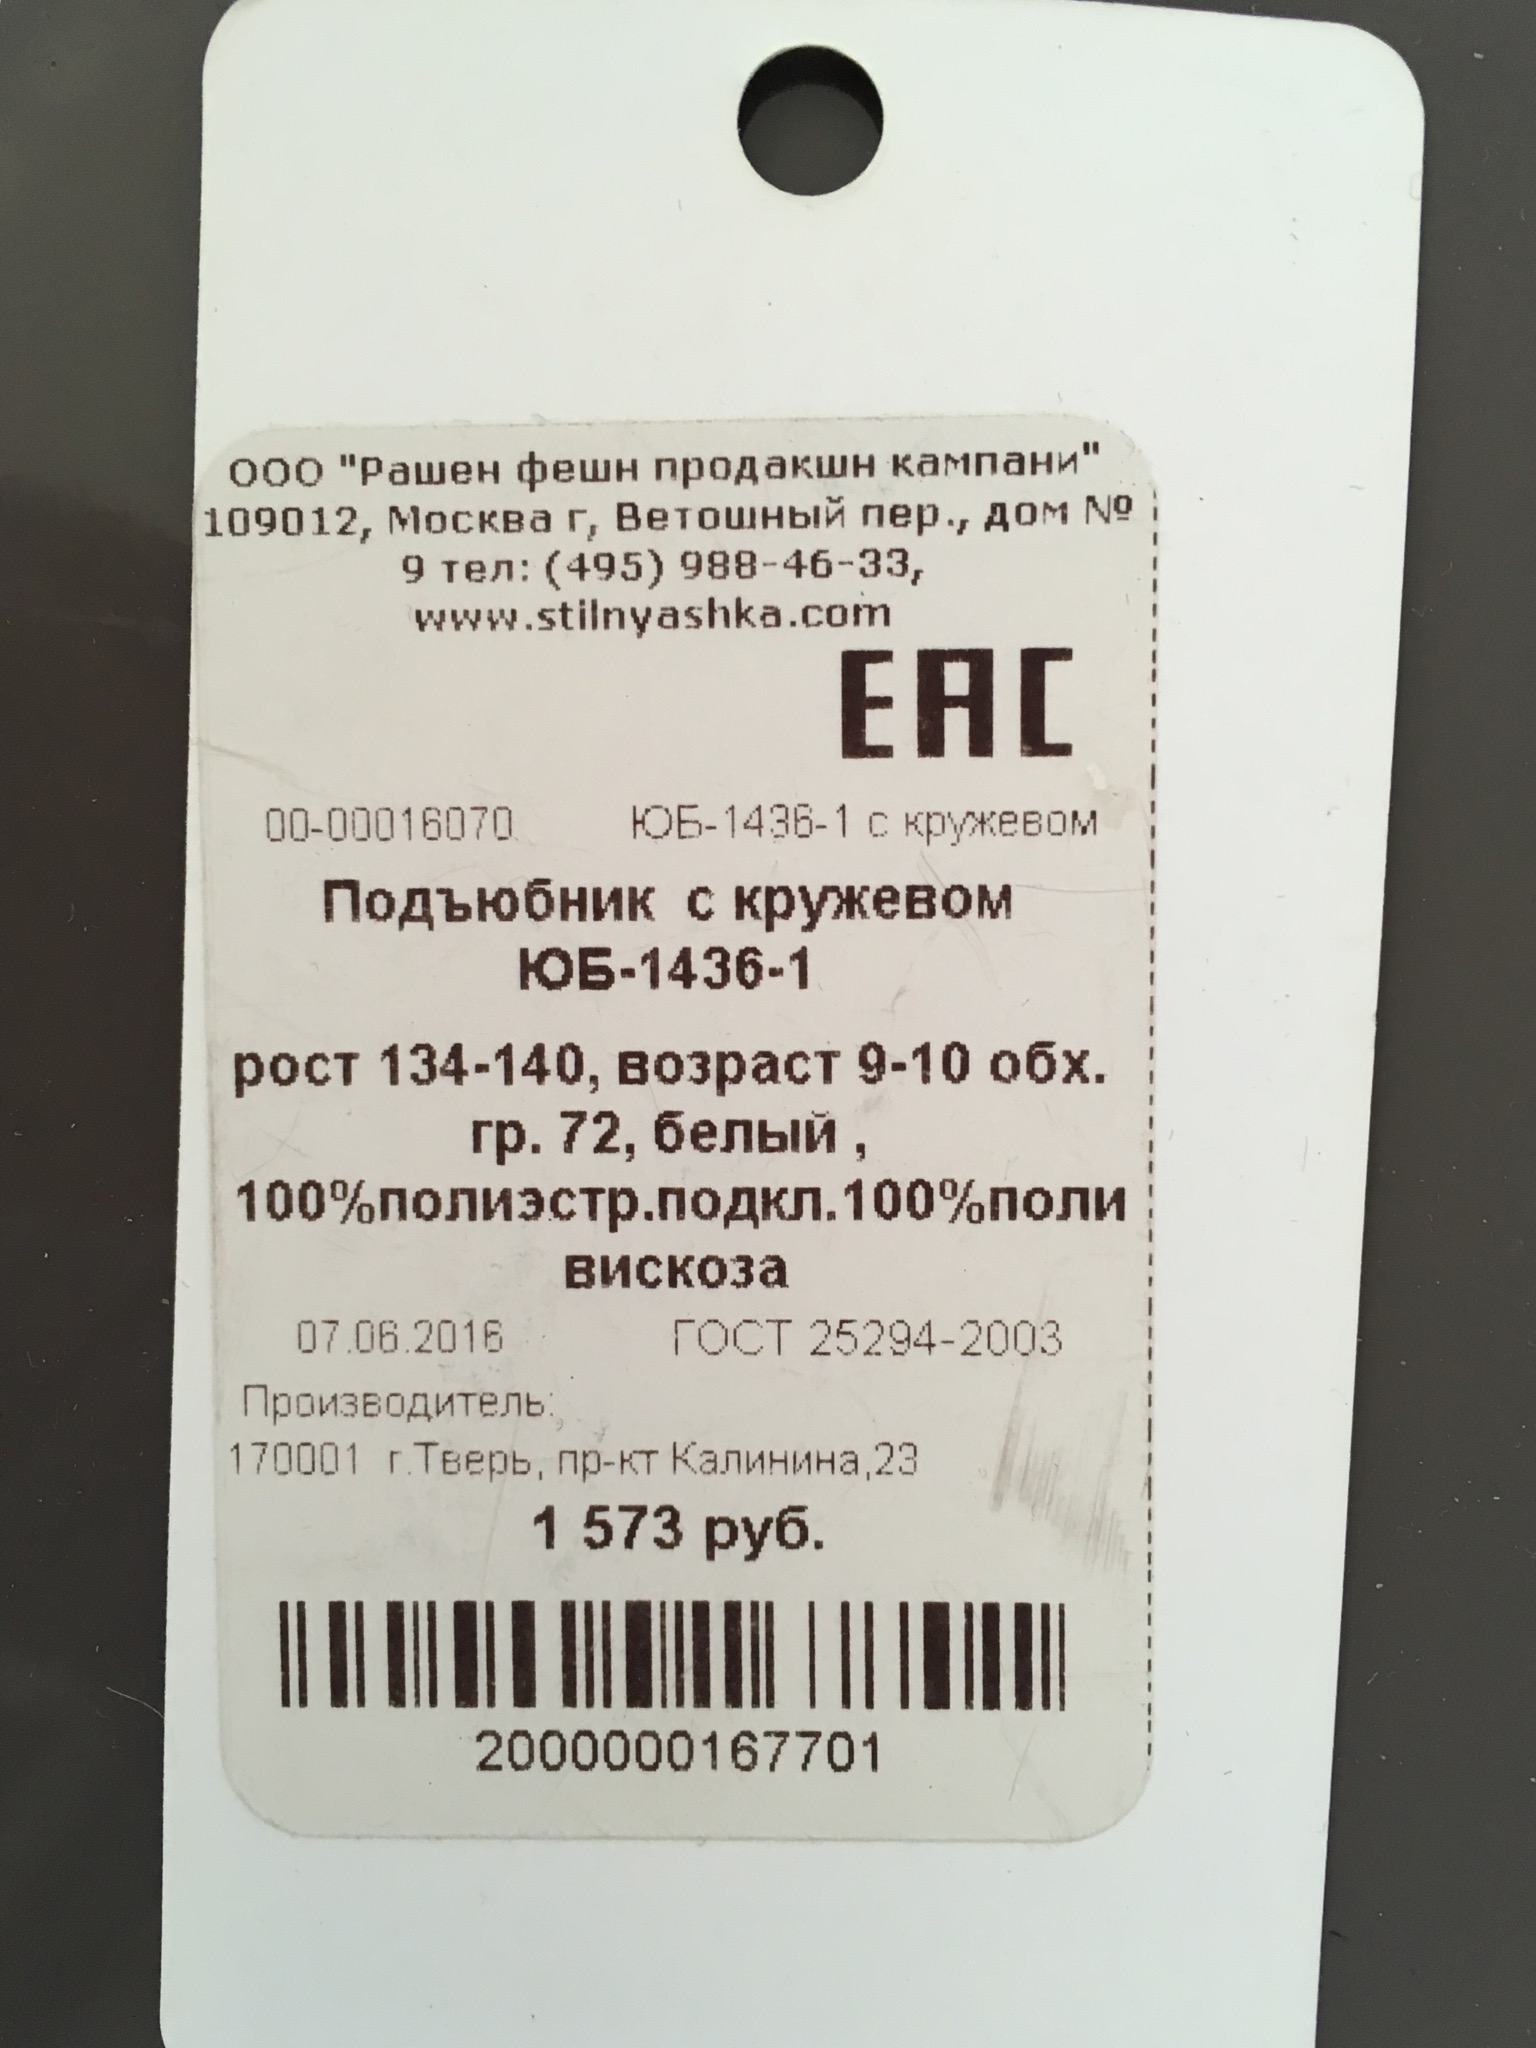 ООО "Рашен фешн продакшн кампани"
109012, Москва г, Ветошный пер., дом №
9 тел: (495) 988-46-33,
www.stilnyashka.com
ЕАС
00-00016070 ЮБ-1436-1 с кружевом
Подъюбник с кружевом
ЮБ-1436-1
рост 134-140, возраст 9-10 обх.
гр. 72, белый ,
100%полиэстр.подкл.100%поли
вискоза
07.06.2016 ГОСТ 25294-2003
Производитель:
170001 г.Тверь, пр-кт Калинина,23
1 573 руб.
2000000167701